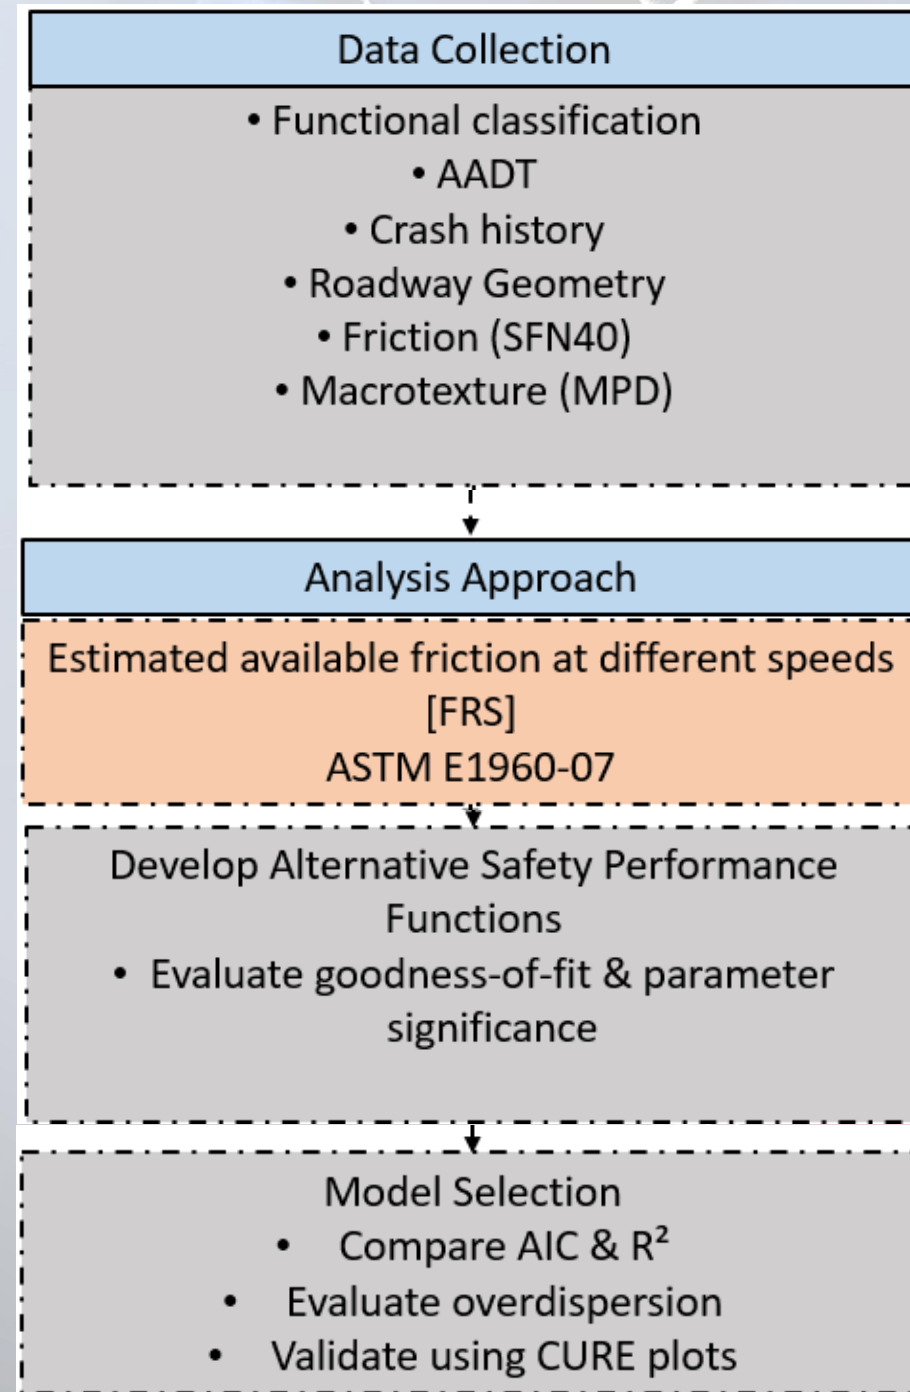 Data Collection
• Functional classification
• AADT
• Crash history
• Roadway Geometry
• Friction (SFN40)
• Macrotexture (MPD)
Analysis Approach
Estimated available friction at different speeds
[FRS]
ASTM E1960-07
Develop Alternative Safety Performance
Functions
• Evaluate goodness-of-fit & parameter
significance
Model Selection
• Compare AIC & R²
• Evaluate overdispersion
• Validate using CURE plots